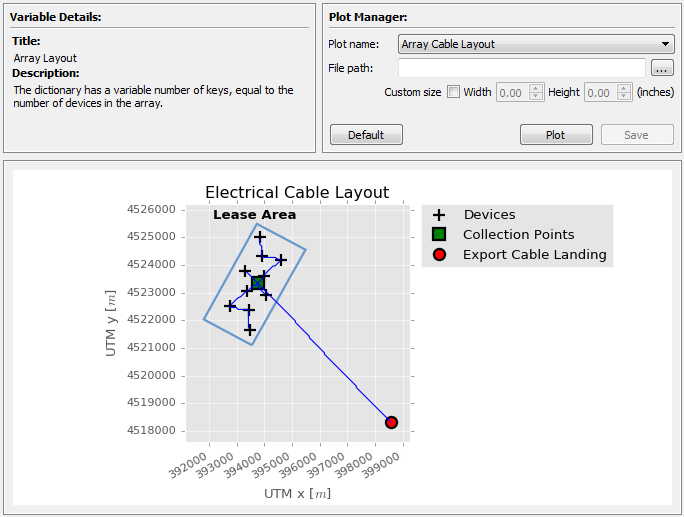 Variable Details:
Title:
Array Layout
Description:
The dictionary has a variable number of keys, equal to the
number of devices in the array.
Plot Manager:
Plot name: Array Cable Layout
File path: ...
Custom size Width 0.00 Height 0.00 (inches)
Default Plot Save
Electrical Cable Layout
Lease Area
Devices
Collection Points
Export Cable Landing
UTM y [m]
4526000
4525000
4524000
4523000
4522000
4521000
4520000
4519000
4518000
392000 393000 394000 395000 396000 397000 398000 399000
UTM x [m]